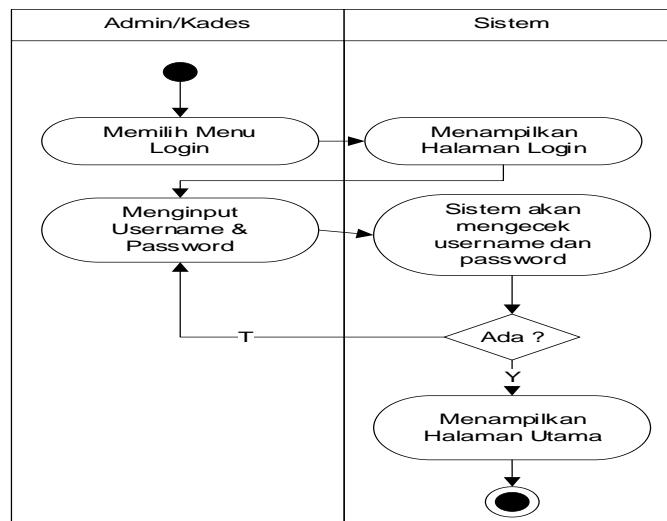 Admin/Kades
Sistem
Memilih Menu
Login
Menampilkan
Halaman Login
Menginput
Username &
Password
Sistem akan
mengecek
username dan
password
Ada ?
T
Y
Menampilkan
Halaman Utama